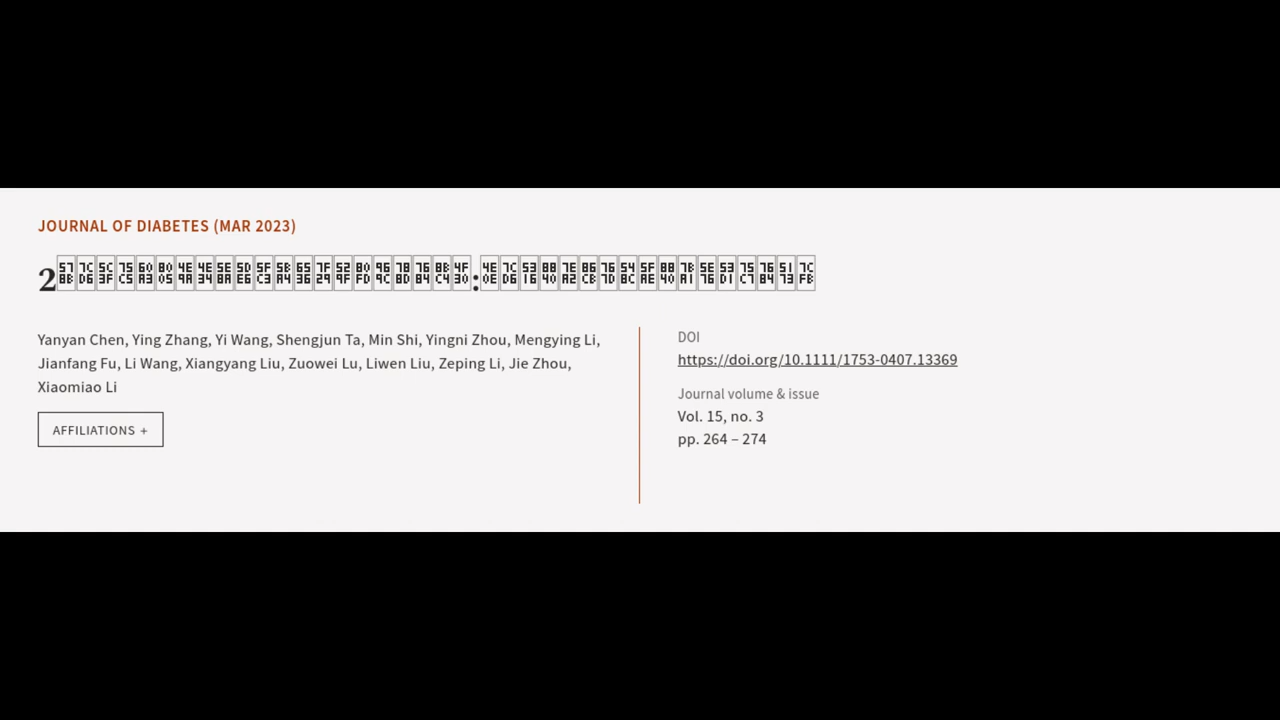 JOURNAL OF DIABETES (MAR 2023)
2 :
Yanyan Chen, Ying Zhang, Yi Wang, Shengjun Ta, Min Shi, Yingni Zhou, Mengying Li,
Jianfang Fu, Li Wang, Xiangyang Liu, Zuowei Lu, Liwen Liu, Zeping Li, Jie Zhou,
Xiaomiao Li
AFFILIATIONS +
DOI
https://doi.org/10.1111/1753-0407.13369
Journal volume & issue
Vol. 15, no. 3
pp. 264 – 274